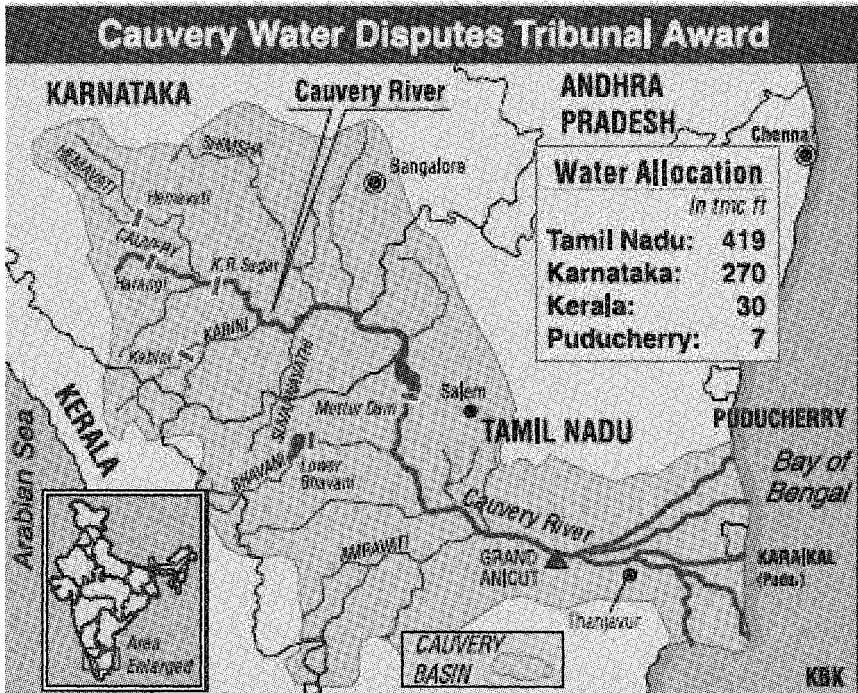 Cauvery Water Disputes Tribunal Award
KARNATAKA
Cauvery River
ANDHRA
PRADESH
Chennai
Bangalore
Water Allocation
In tmc ft
Tamil Nadu: 419
Karnataka: 270
Kerala: 30
Puducherry: 7
SHIMSHA
HEMAVATI
Hemavati
CAUVERY
K.R. Sagar
Harangi
KABINI
Kabini
SUVARNAVATHI
Mettur Dam
Salem
TAMIL NADU
KERALA
Arabian Sea
BHAVANI
Lower
Bhavani
PUDUCHERRY
Bay of
Bengal
Cauvery River
AMRAVATI
GRAND
ANICUT
KARAIKAL
(Pudu.)
Thanjavur
Area
Enlarged
CAUVERY
BASIN
KBK